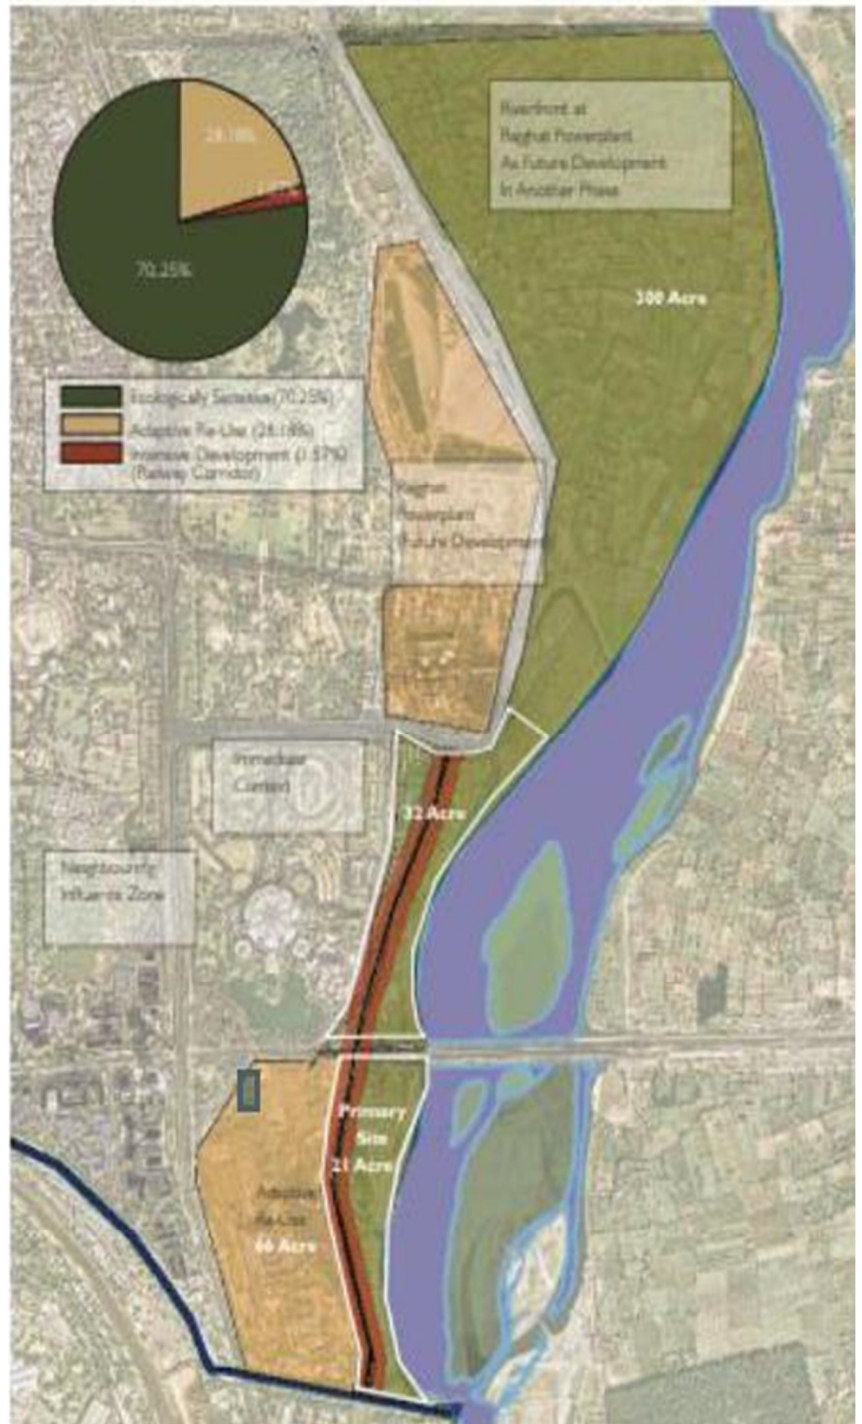 28.18%
70.25%
Ecologically Sensitive (70.25%)
Adaptive Re-Use (28.18%)
Intensive Development (1.57%)
(Railway Corridor)
Riverfront at
Rajghat Powerplant
As Future Development
In Another Phase
300 Acre
Rajghat
Powerplant
Future Development
Immediate
Context
32 Acre
Neighbouring
Influence Zone
Primary
Site
21 Acre
Adaptive
Re-Use
66 Acre